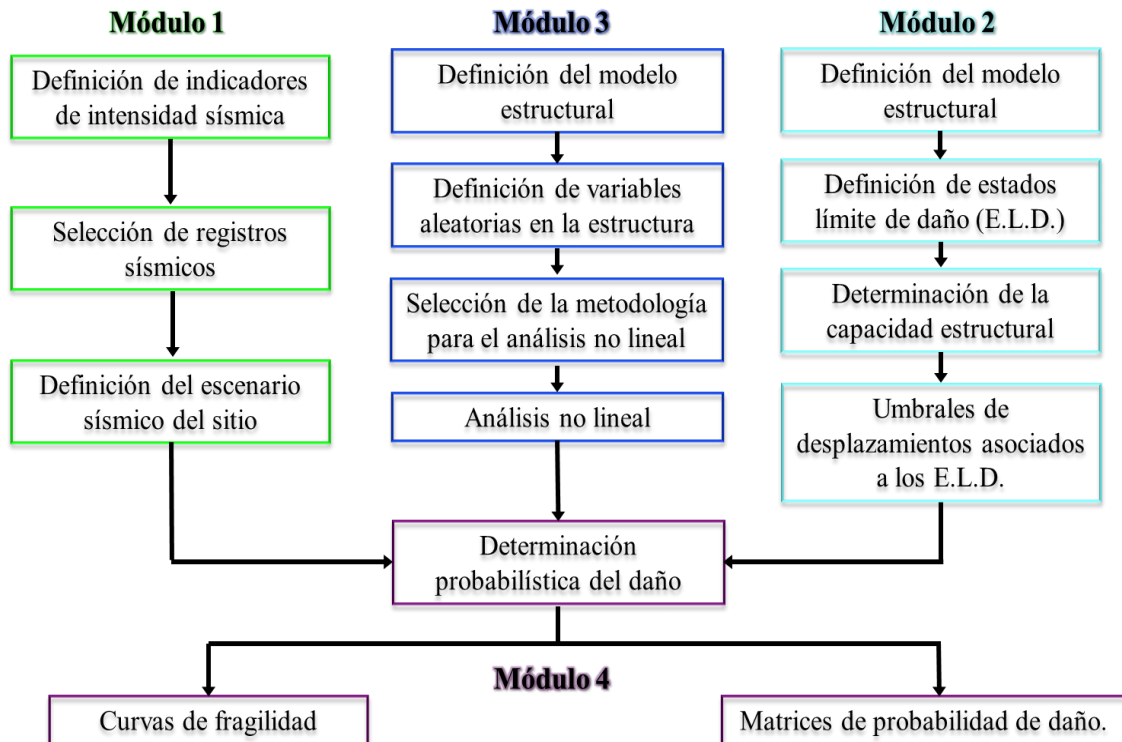 Módulo 1
Definición de indicadores
de intensidad sísmica
Selección de registros
sísmicos
Definición del escenario
sísmico del sitio
Módulo 3
Definición del modelo
estructural
Definición de variables
aleatorias en la estructura
Selección de la metodología
para el análisis no lineal
Análisis no lineal
Módulo 2
Definición del modelo
estructural
Definición de estados
límite de daño (E.L.D.)
Determinación de la
capacidad estructural
Umbrales de
desplazamientos asociados
a los E.L.D.
Determinación
probabilística del daño
Módulo 4
Curvas de fragilidad
Matrices de probabilidad de daño.